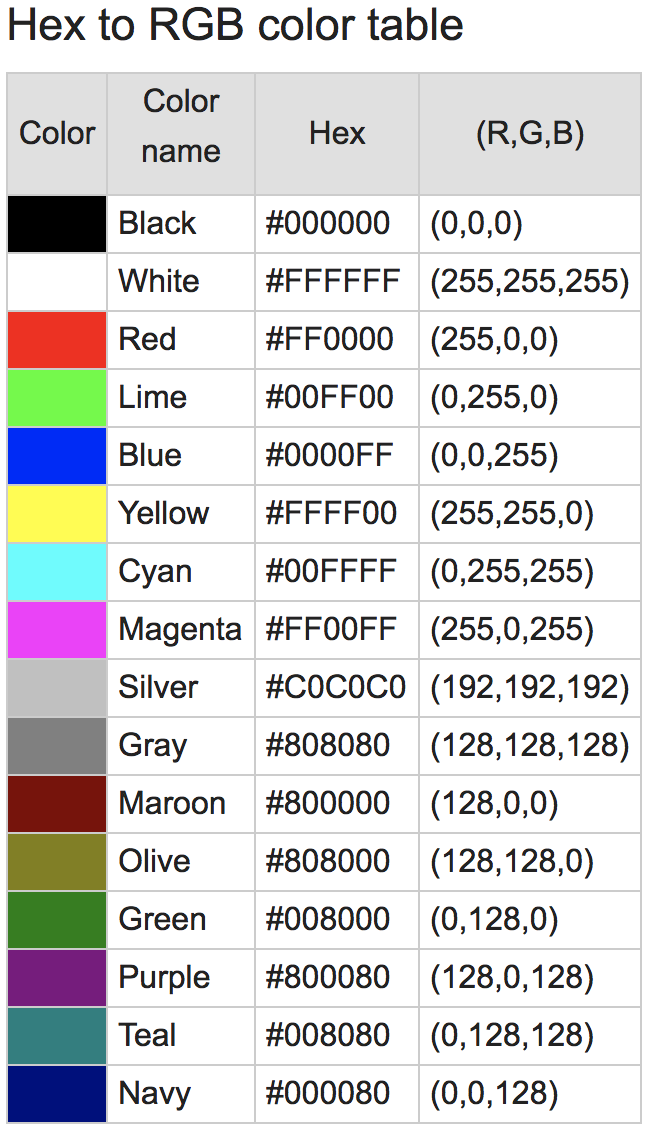 Hex to RGB color table
Color Color name Hex (R,G,B)
Black #000000 (0,0,0)
White #FFFFFF (255,255,255)
Red #FF0000 (255,0,0)
Lime #00FF00 (0,255,0)
Blue #0000FF (0,0,255)
Yellow #FFFF00 (255,255,0)
Cyan #00FFFF (0,255,255)
Magenta #FF00FF (255,0,255)
Silver #C0C0C0 (192,192,192)
Gray #808080 (128,128,128)
Maroon #800000 (128,0,0)
Olive #808000 (128,128,0)
Green #008000 (0,128,0)
Purple #800080 (128,0,128)
Teal #008080 (0,128,128)
Navy #000080 (0,0,128)